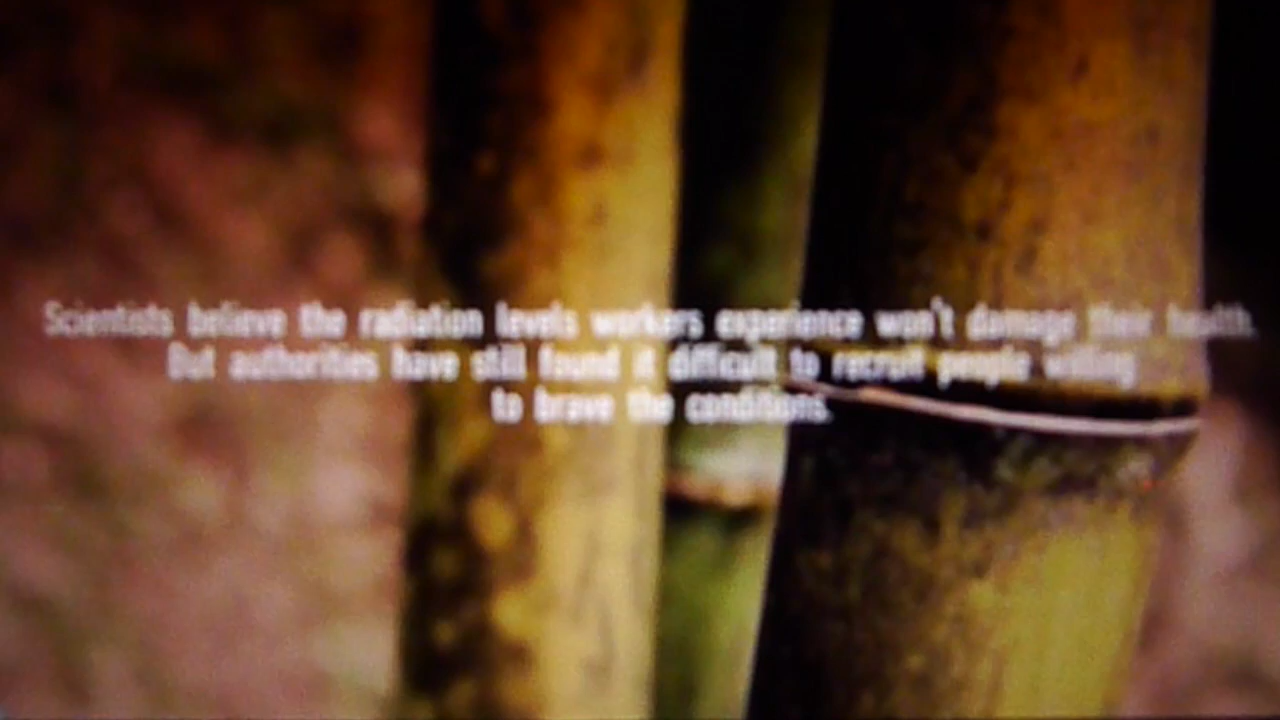 Scientists believe the radiation levels workers experience won't damage their health.
But authorities have still found it difficult to recruit people willing
to brave the conditions.